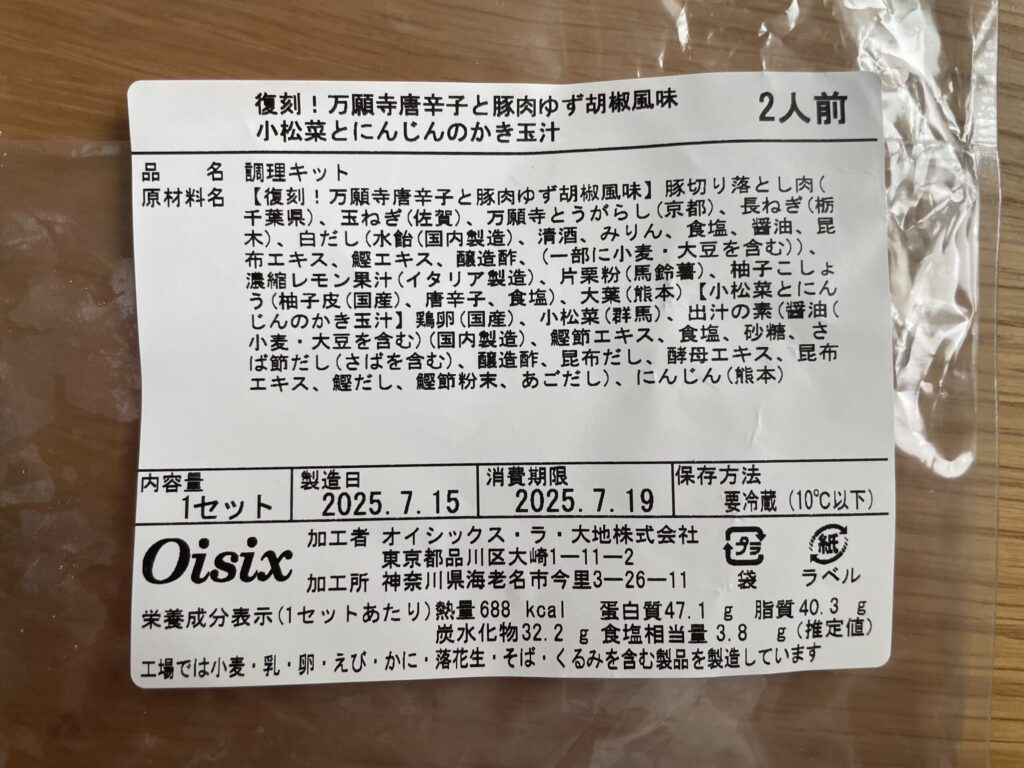 復刻！万願寺唐辛子と豚肉ゆず胡椒風味
小松菜とにんじんのかき玉汁
2人前
品　名 調理キット
原材料名 【復刻！万願寺唐辛子と豚肉ゆず胡椒風味】豚切り落とし肉(
千葉県)、玉ねぎ(佐賀)、万願寺とうがらし(京都)、長ねぎ(栃
木)、白だし(水飴(国内製造)、清酒、みりん、食塩、醤油、昆
布エキス、鰹エキス、醸造酢、(一部に小麦・大豆を含む))、
濃縮レモン果汁(イタリア製造)、片栗粉(馬鈴薯)、柚子こしょ
う(柚子皮(国産)、唐辛子、食塩)、大葉(熊本)【小松菜とにん
じんのかき玉汁】鶏卵(国産)、小松菜(群馬)、出汁の素(醤油(
小麦・大豆を含む)(国内製造)、鰹節エキス、食塩、砂糖、さ
ば節だし(さばを含む)、醸造酢、昆布だし、酵母エキス、昆布
エキス、鰹だし、鰹節粉末、あごだし)、にんじん(熊本)
内容量
1セット
製造日
2025.7.15
消費期限
2025.7.19
保存方法
要冷蔵（10℃以下）
Oisix
加工者 オイシックス・ラ・大地株式会社
東京都品川区大崎1−11−2
加工所 神奈川県海老名市今里3−26−11
プラ
袋
紙
ラベル
栄養成分表示(1セットあたり)熱量688 kcal 蛋白質47.1 g 脂質40.3 g
炭水化物32.2 g 食塩相当量3.8 g(推定値)
工場では小麦・乳・卵・えび・かに・落花生・そば・くるみを含む製品を製造しています